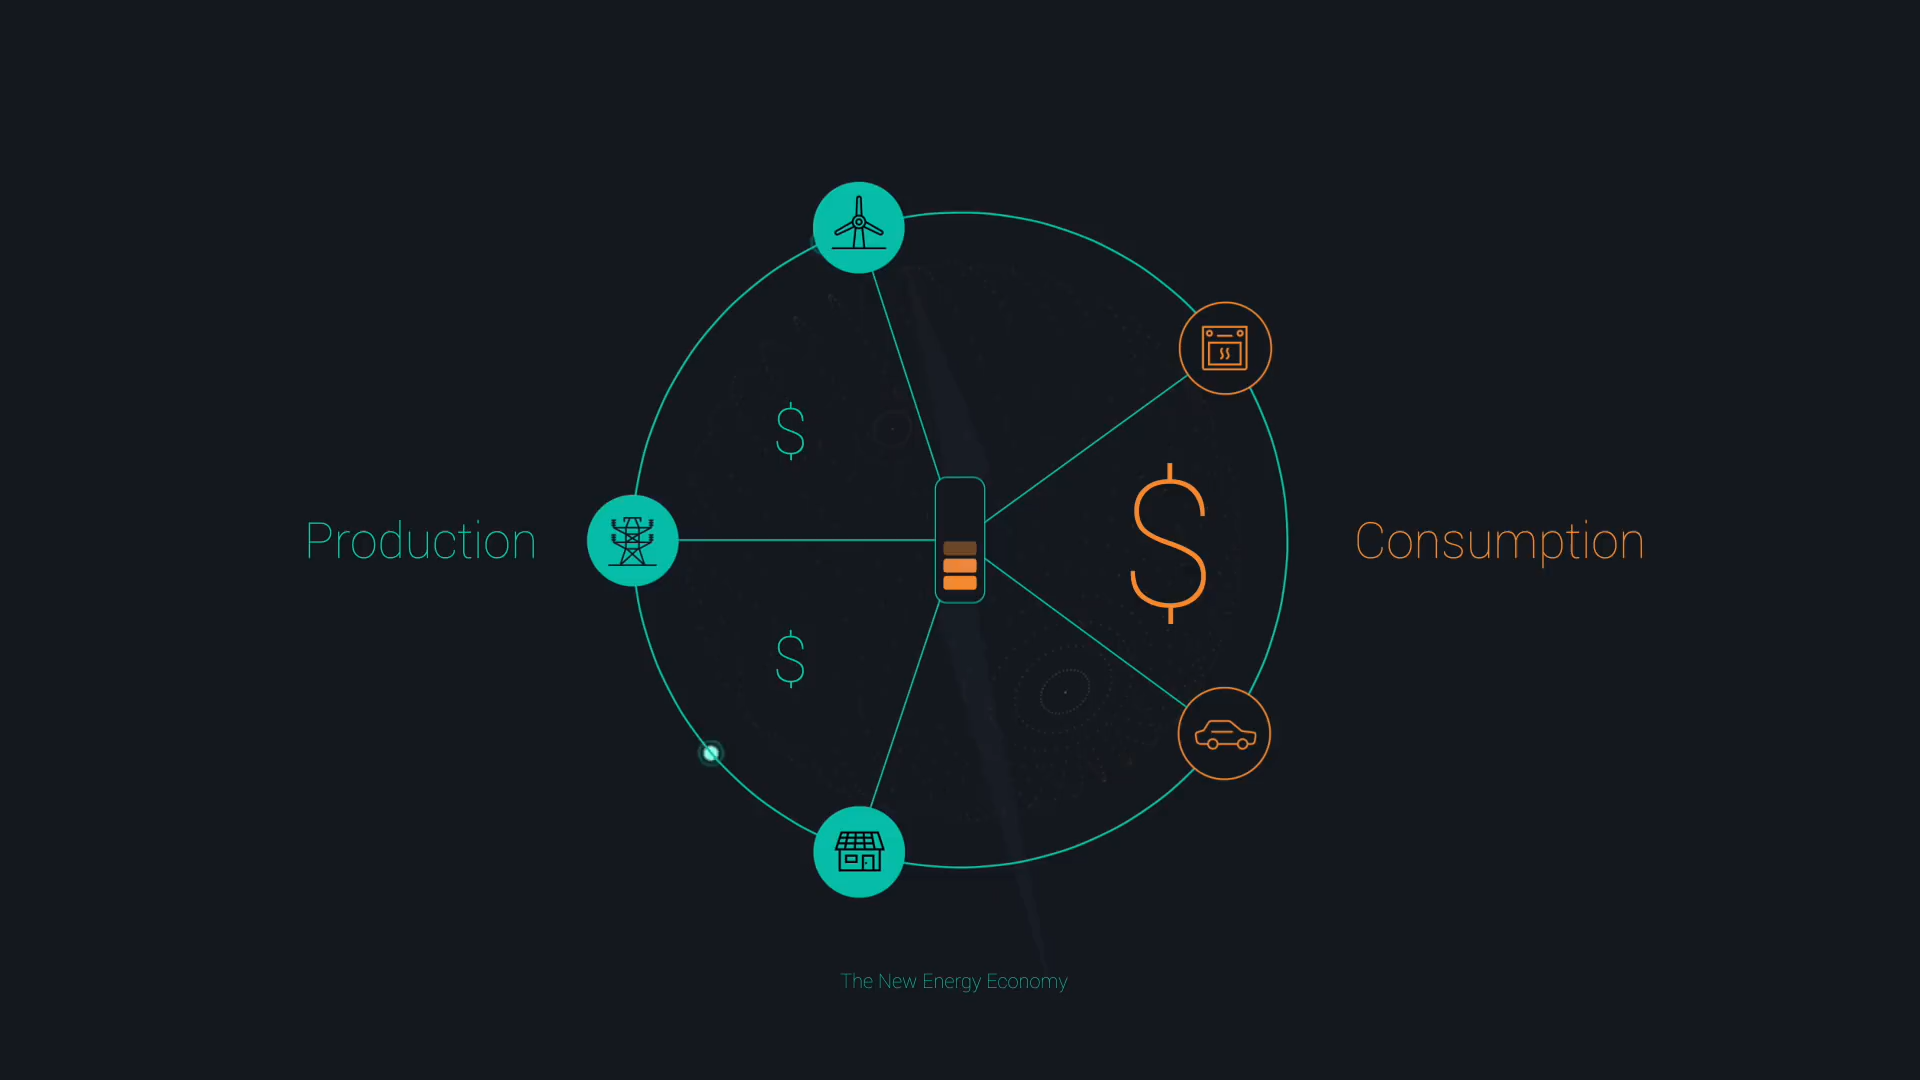 $
Production
$
Consumption
$
The New Energy Economy